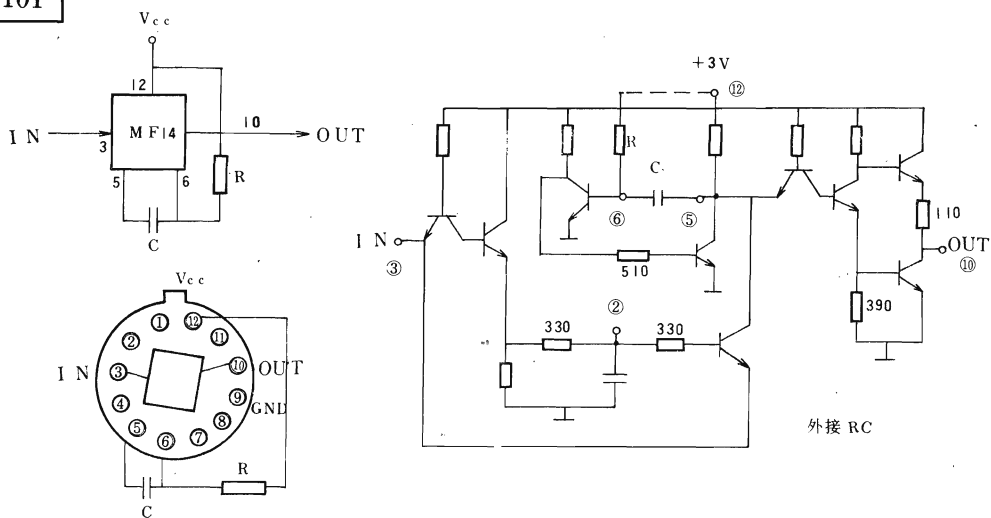 101
Vcc
12
IN
MF14
10
OUT
3
5
6
R
C
Vcc
①
⑫
②
⑪
IN
③
⑩
OUT
④
⑨
GND
⑤
⑥
⑦
⑧
R
C
+3V
⑫
R
C
⑥
⑤
IN
③
510
②
330
330
110
OUT
⑩
390
外接 RC